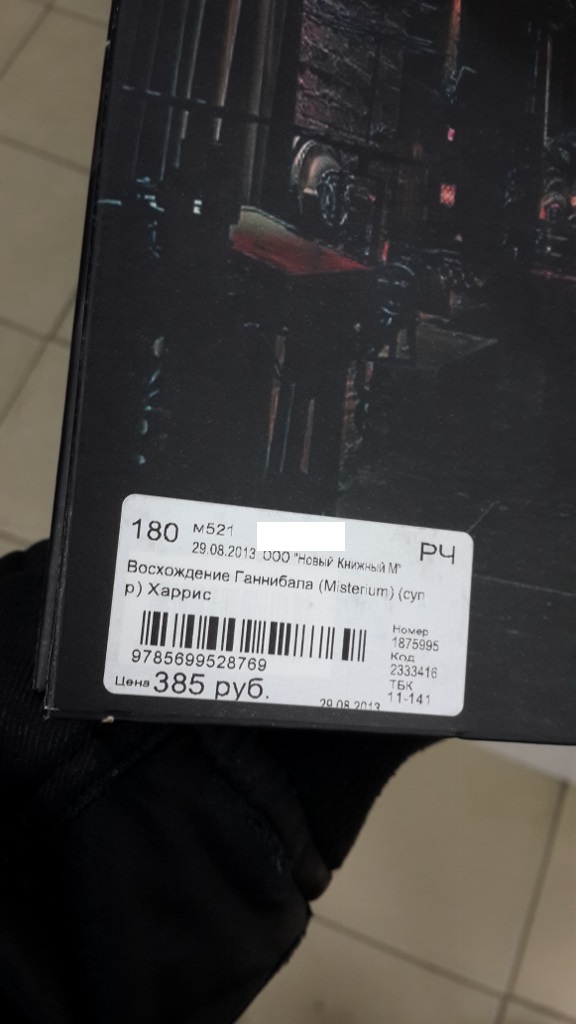 180 м521 РЧ
29.08.2013 ООО "Новый Книжный М"
Восхождение Ганнибала (Misterium) (суп
р) Харрис
9785699528769
Номер
1875995
Код
2333416
ТБК
11-141
Цена 385 руб.
29.08.2013